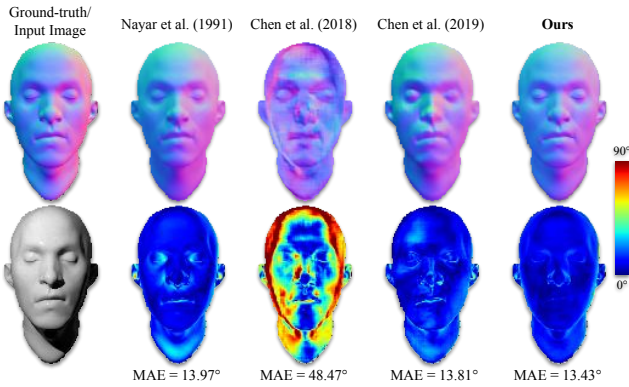 Ground-truth/
Input Image
Nayar et al. (1991)
Chen et al. (2018)
Chen et al. (2019)
Ours
90°
0°
MAE = 13.97°
MAE = 48.47°
MAE = 13.81°
MAE = 13.43°